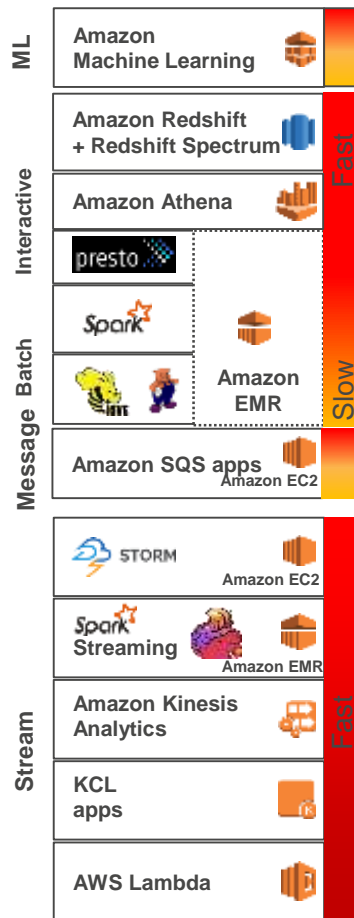 ML
Amazon
Machine Learning
Interactive
Amazon Redshift
+ Redshift Spectrum
Fast
Amazon Athena
presto
Batch
Spark
HIVE
Amazon
EMR
Slow
Message
Amazon SQS apps
Amazon EC2
Stream
STORM
Amazon EC2
Spark
Streaming
Amazon EMR
Amazon Kinesis
Analytics
Fast
KCL
apps
K
AWS Lambda